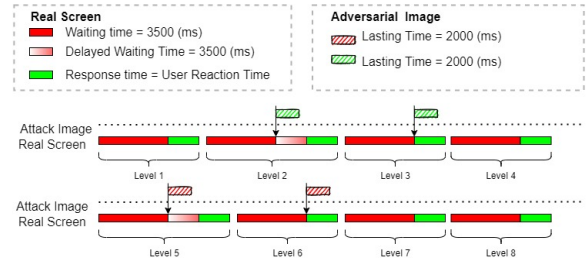 Real Screen
Waiting time = 3500 (ms)
Delayed Waiting Time = 3500 (ms)
Response time = User Reaction Time
Adversarial Image
Lasting Time = 2000 (ms)
Lasting Time = 2000 (ms)
Attack Image
Real Screen
Level 1
Level 2
Level 3
Level 4
Attack Image
Real Screen
Level 5
Level 6
Level 7
Level 8